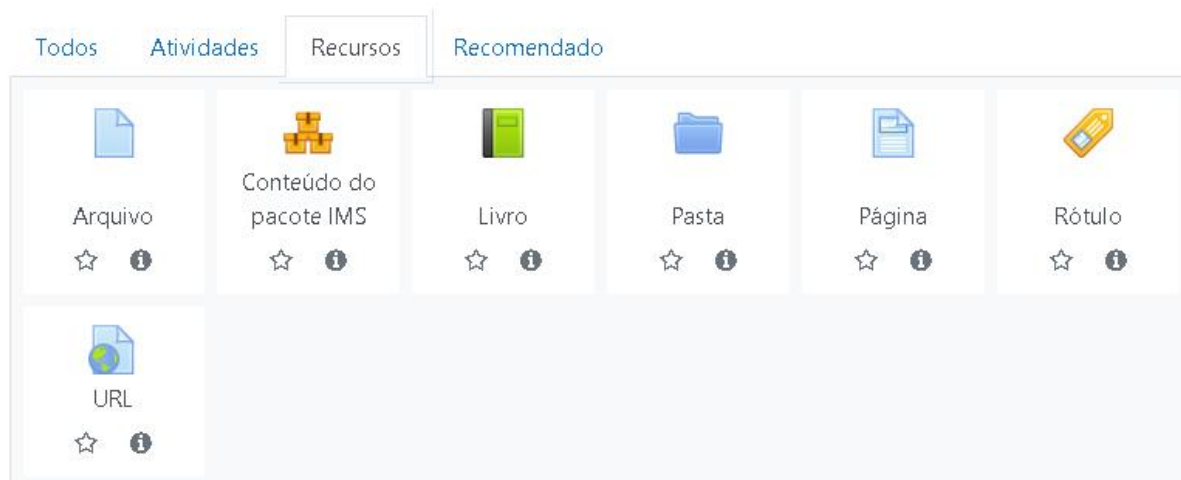 Todos Atividades Recursos Recomendado
Arquivo
Conteúdo do
pacote IMS
Livro
Pasta
Página
Rótulo
URL